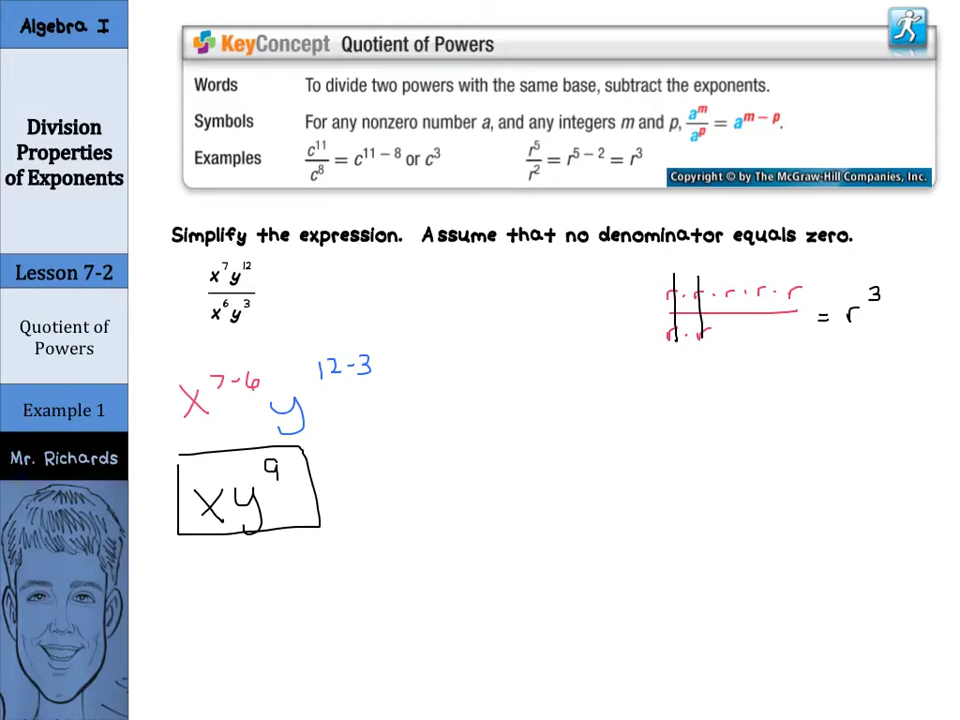 Algebra I
Division
Properties
of Exponents
Lesson 7-2
Quotient of
Powers
Example 1
Mr. Richards
KeyConcept Quotient of Powers
Words To divide two powers with the same base, subtract the exponents.
Symbols For any nonzero number a, and any integers m and p, a^m/a^p = a^(m − p).
Examples c^11/c^8 = c^(11 − 8) or c^3 r^5/r^2 = r^(5 − 2) = r^3
Copyright © by The McGraw-Hill Companies, Inc.
Simplify the expression. Assume that no denominator equals zero.
x^7 y^12
x^6 y^3
r · r · r · r · r
r · r
= r^3
x^(7-6) y^(12-3)
xy^9